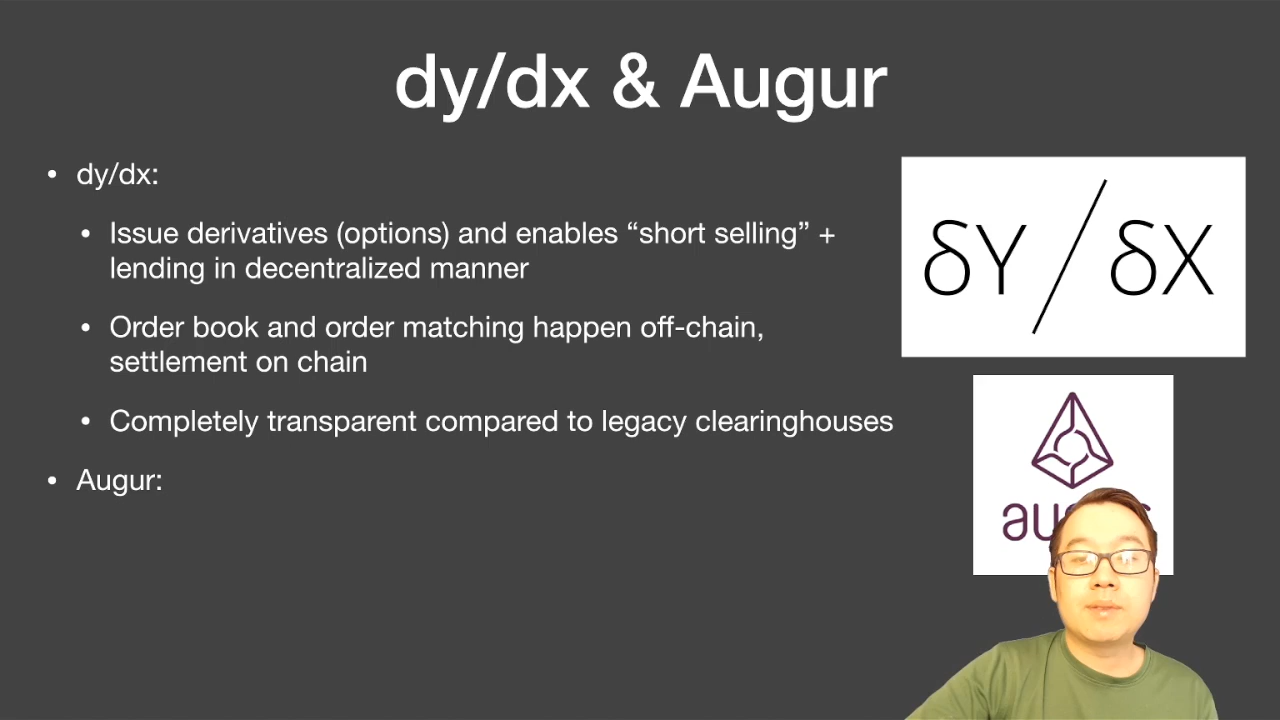 dy/dx & Augur
• dy/dx:
• Issue derivatives (options) and enables “short selling” +
lending in decentralized manner
• Order book and order matching happen off-chain,
settlement on chain
• Completely transparent compared to legacy clearinghouses
• Augur:
δY/δX